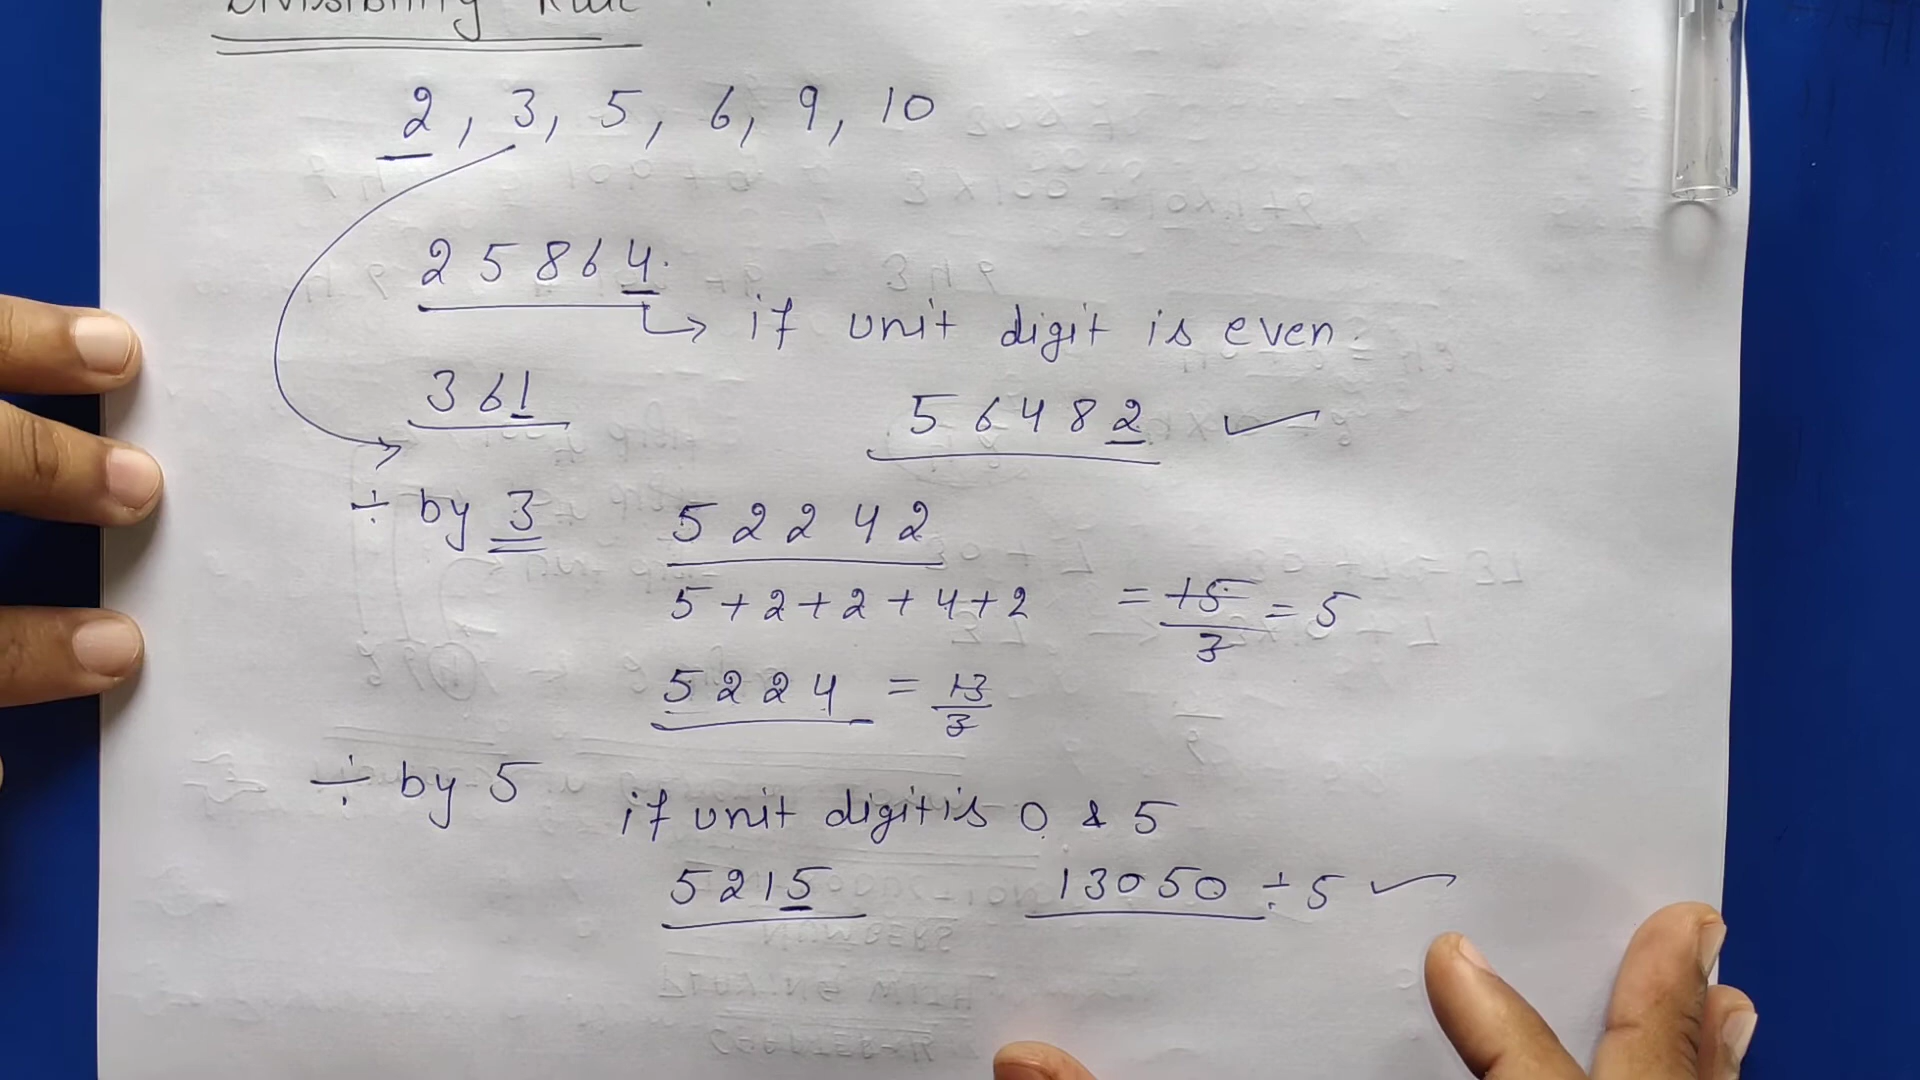 Divisibility Rule :
2, 3, 5, 6, 9, 10
25864.
↳ if unit digit is even.
361
56482 ✓
÷ by 3 52242
5+2+2+4+2 = 15/3 = 5
5224 = 13/3
÷ by 5 if unit digit is 0 & 5
5215 13050 ÷ 5 ✓